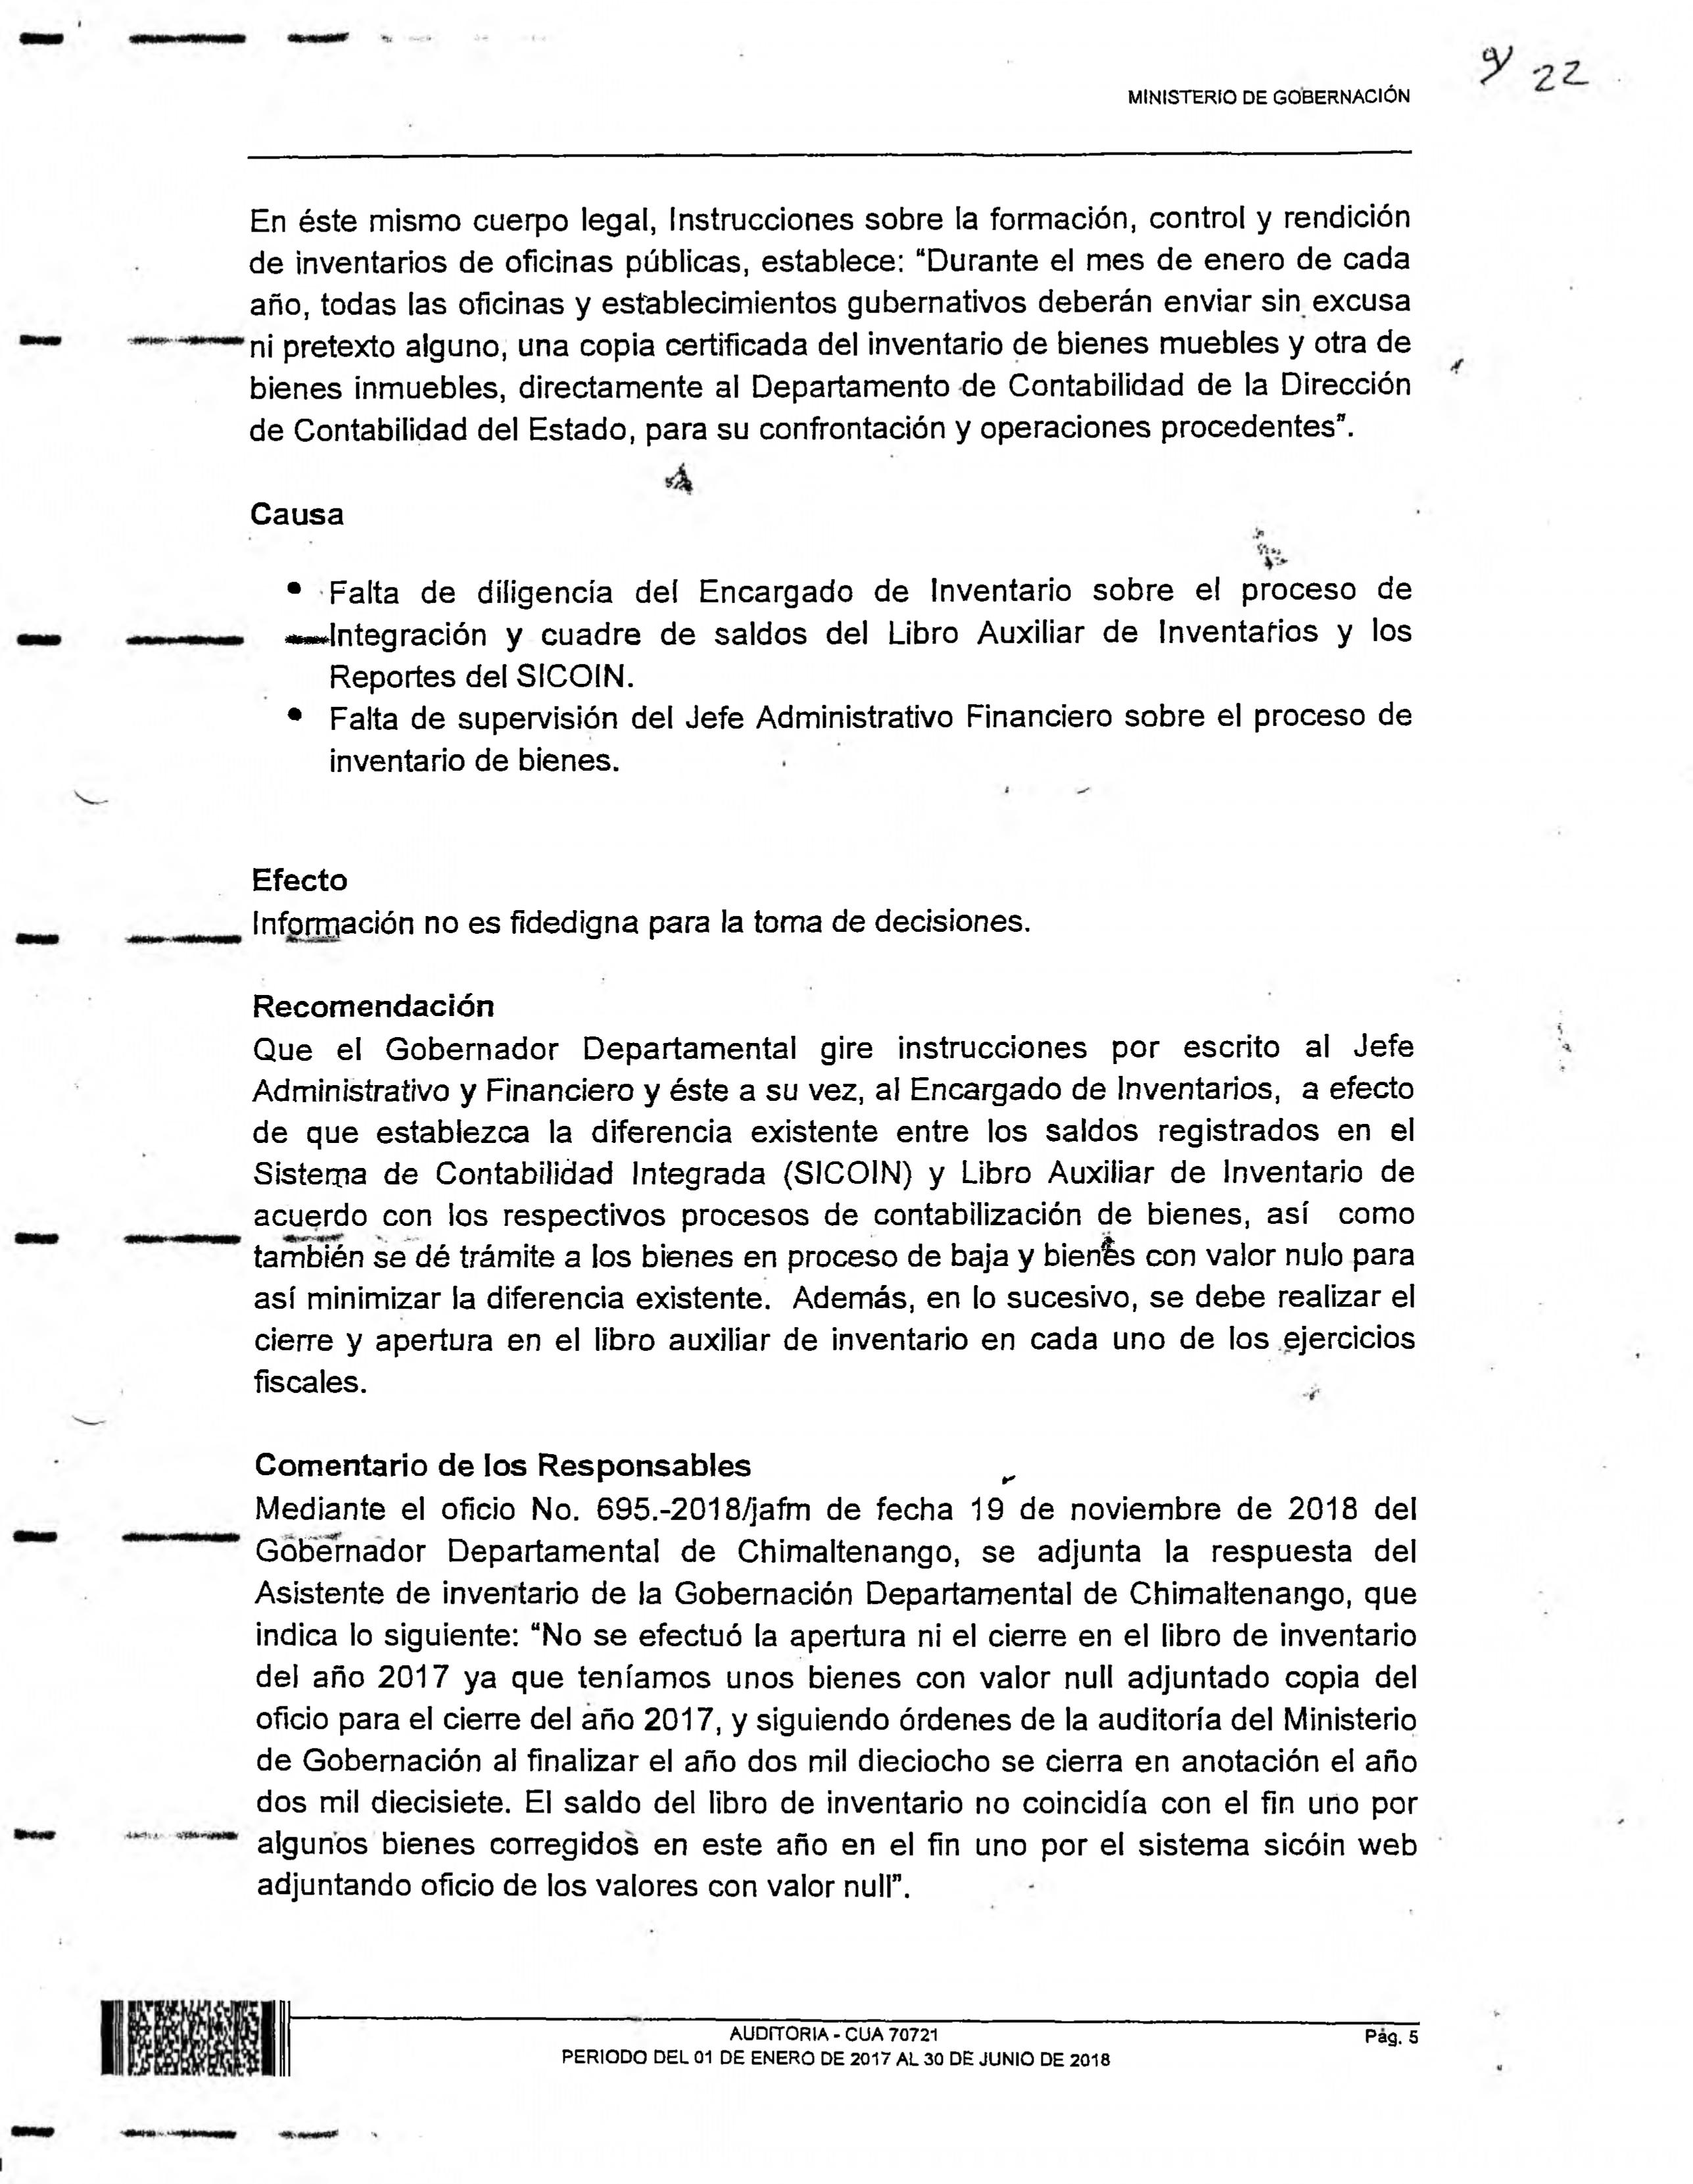 9/ 22
MINISTERIO DE GOBERNACIÓN
En éste mismo cuerpo legal, Instrucciones sobre la formación, control y rendición
de inventarios de oficinas públicas, establece: “Durante el mes de enero de cada
año, todas las oficinas y establecimientos gubernativos deberán enviar sin excusa
ni pretexto alguno, una copia certificada del inventario de bienes muebles y otra de
bienes inmuebles, directamente al Departamento de Contabilidad de la Dirección
de Contabilidad del Estado, para su confrontación y operaciones procedentes”.
Causa
• Falta de diligencia del Encargado de Inventario sobre el proceso de
Integración y cuadre de saldos del Libro Auxiliar de Inventarios y los
Reportes del SICOIN.
• Falta de supervisión del Jefe Administrativo Financiero sobre el proceso de
inventario de bienes.
Efecto
Información no es fidedigna para la toma de decisiones.
Recomendación
Que el Gobernador Departamental gire instrucciones por escrito al Jefe
Administrativo y Financiero y éste a su vez, al Encargado de Inventarios, a efecto
de que establezca la diferencia existente entre los saldos registrados en el
Sistema de Contabilidad Integrada (SICOIN) y Libro Auxiliar de Inventario de
acuerdo con los respectivos procesos de contabilización de bienes, así como
también se dé trámite a los bienes en proceso de baja y bienes con valor nulo para
así minimizar la diferencia existente. Además, en lo sucesivo, se debe realizar el
cierre y apertura en el libro auxiliar de inventario en cada uno de los ejercicios
fiscales.
Comentario de los Responsables
Mediante el oficio No. 695.-2018/jafm de fecha 19 de noviembre de 2018 del
Gobernador Departamental de Chimaltenango, se adjunta la respuesta del
Asistente de inventario de la Gobernación Departamental de Chimaltenango, que
indica lo siguiente: “No se efectuó la apertura ni el cierre en el libro de inventario
del año 2017 ya que teníamos unos bienes con valor null adjuntado copia del
oficio para el cierre del año 2017, y siguiendo órdenes de la auditoría del Ministerio
de Gobernación al finalizar el año dos mil dieciocho se cierra en anotación el año
dos mil diecisiete. El saldo del libro de inventario no coincidía con el fin uno por
algunos bienes corregidos en este año en el fin uno por el sistema sicóin web
adjuntando oficio de los valores con valor null”.
AUDITORIA - CUA 70721
Pág. 5
PERIODO DEL 01 DE ENERO DE 2017 AL 30 DE JUNIO DE 2018